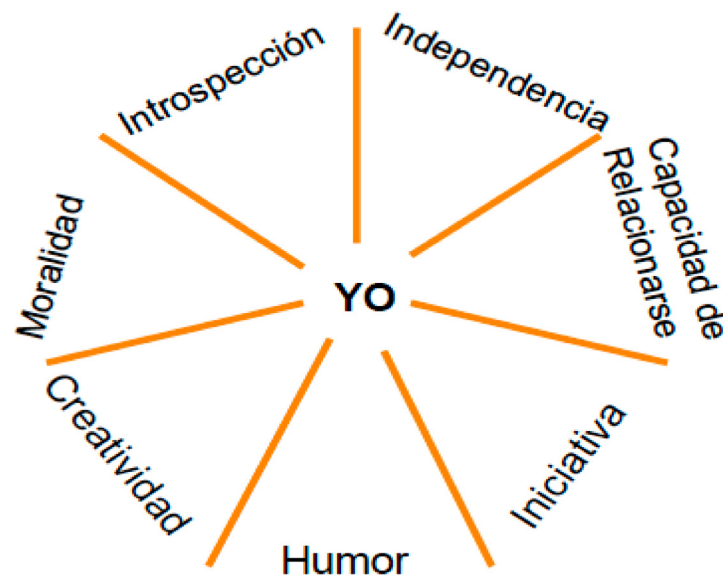 Introspección
Independencia
Capacidad de
Relacionarse
Moralidad
YO
Creatividad
Iniciativa
Humor